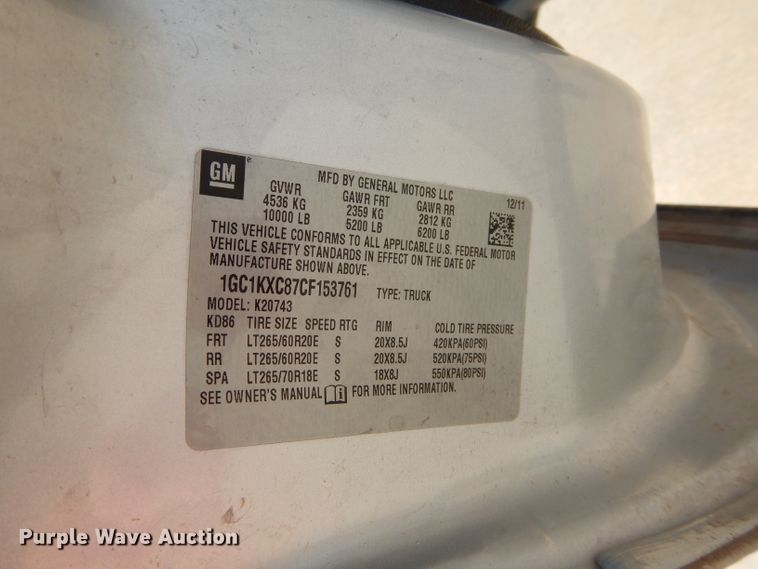 GM
MFD BY GENERAL MOTORS LLC
GVWR GAWR FRT GAWR RR 12/11
4536 KG 2359 KG 2812 KG
10000 LB 5200 LB 6200 LB
THIS VEHICLE CONFORMS TO ALL APPLICABLE U.S. FEDERAL MOTOR
VEHICLE SAFETY STANDARDS IN EFFECT ON THE DATE OF
MANUFACTURE SHOWN ABOVE.
1GC1KXC87CF153761 TYPE: TRUCK
MODEL: K20743
KD86 TIRE SIZE SPEED RTG RIM COLD TIRE PRESSURE
FRT LT265/60R20E S 20X8.5J 420KPA(60PSI)
RR LT265/60R20E S 20X8.5J 520KPA(75PSI)
SPA LT265/70R18E S 18X8J 550KPA(80PSI)
SEE OWNER'S MANUAL FOR MORE INFORMATION.
Purple Wave Auction